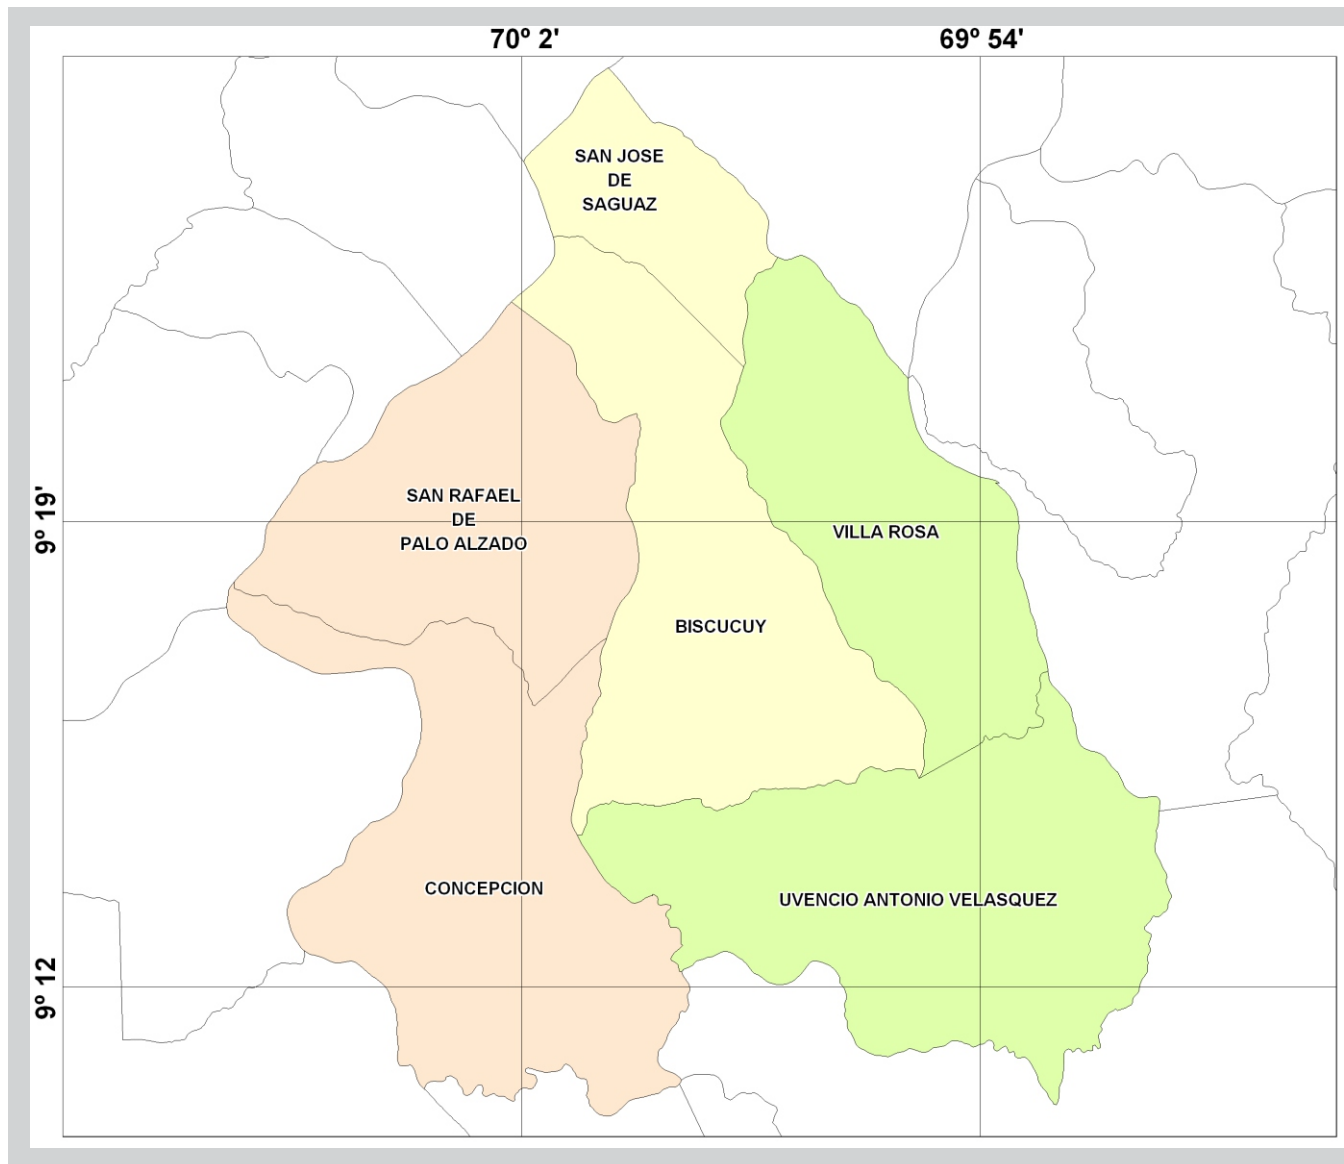 70º 2'
69º 54'
SAN JOSE
DE
SAGUAZ
SAN RAFAEL
DE
PALO ALZADO
9º 19'
VILLA ROSA
BISCUCUY
CONCEPCION
UVENCIO ANTONIO VELASQUEZ
9º 12